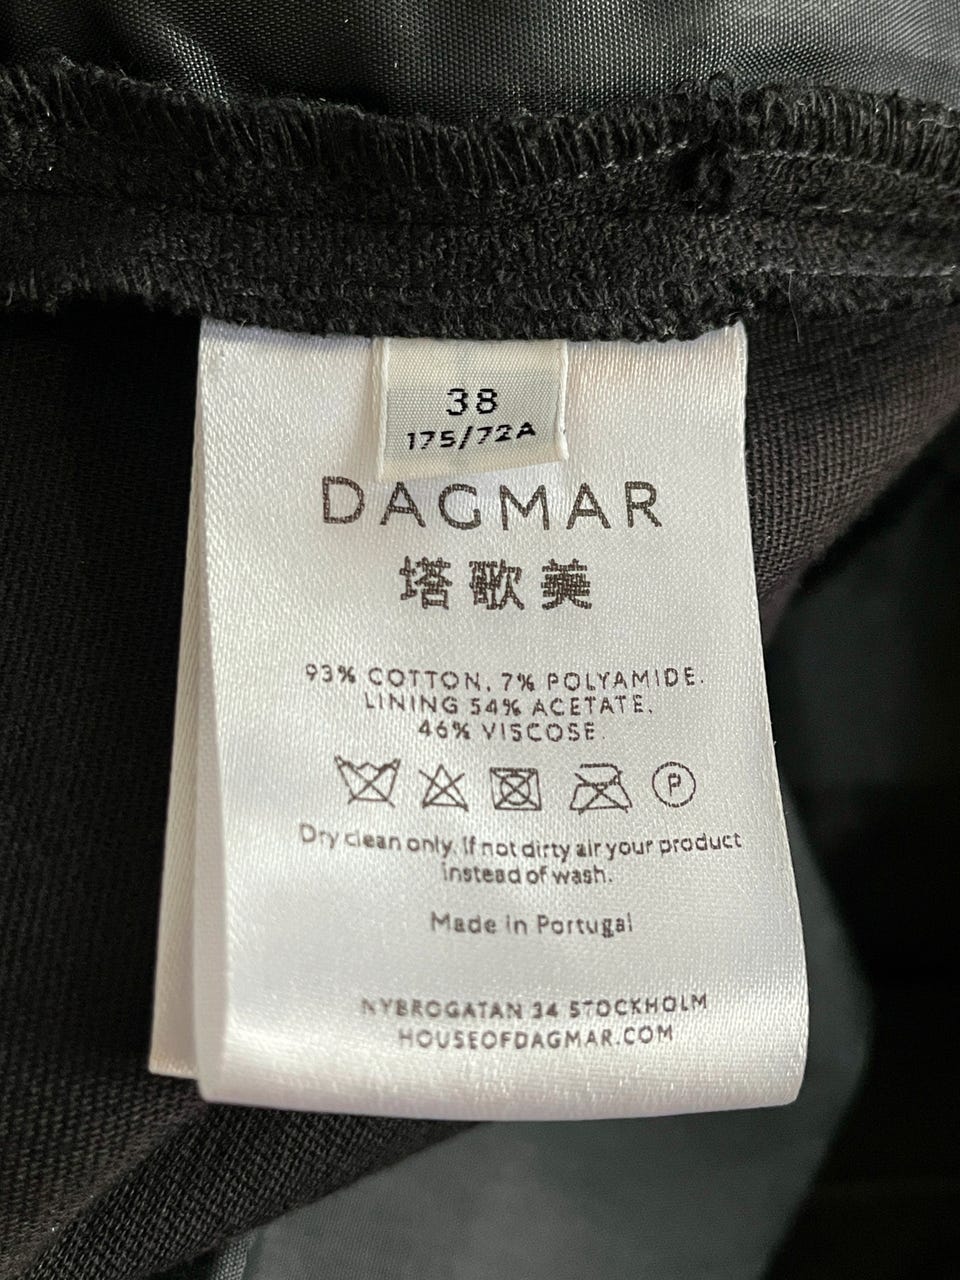 38
175/72A
DAGMAR
塔歌美
93% COTTON, 7% POLYAMIDE.
LINING 54% ACETATE,
46% VISCOSE.
P
Dry clean only. If not dirty air your product
instead of wash.
Made in Portugal
NYBROGATAN 34 STOCKHOLM
HOUSEOFDAGMAR.COM